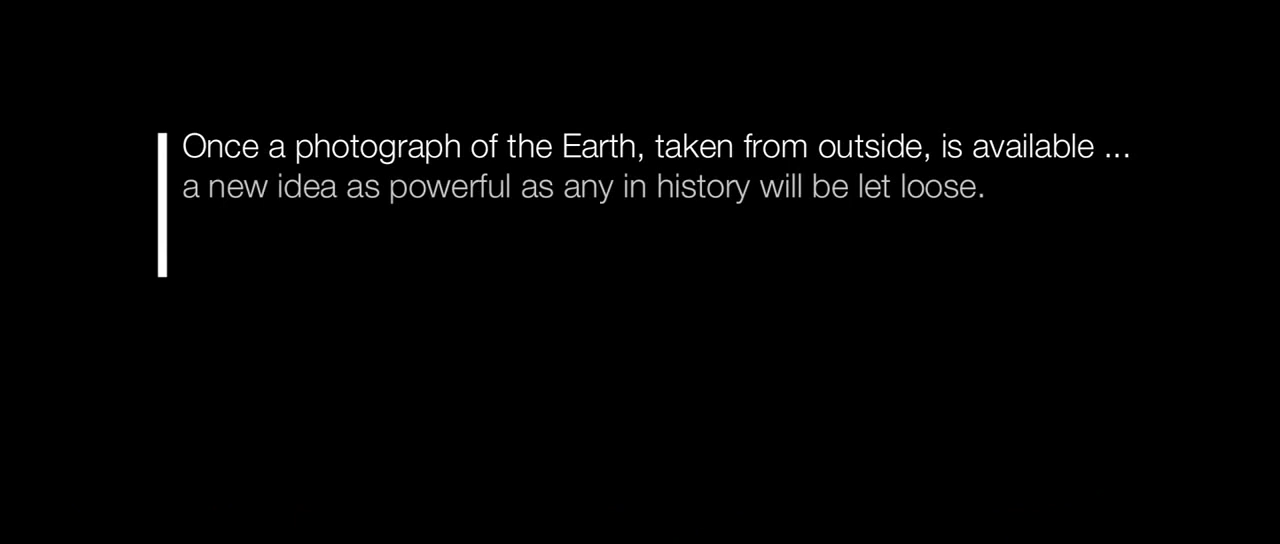 Once a photograph of the Earth, taken from outside, is available ...
a new idea as powerful as any in history will be let loose.